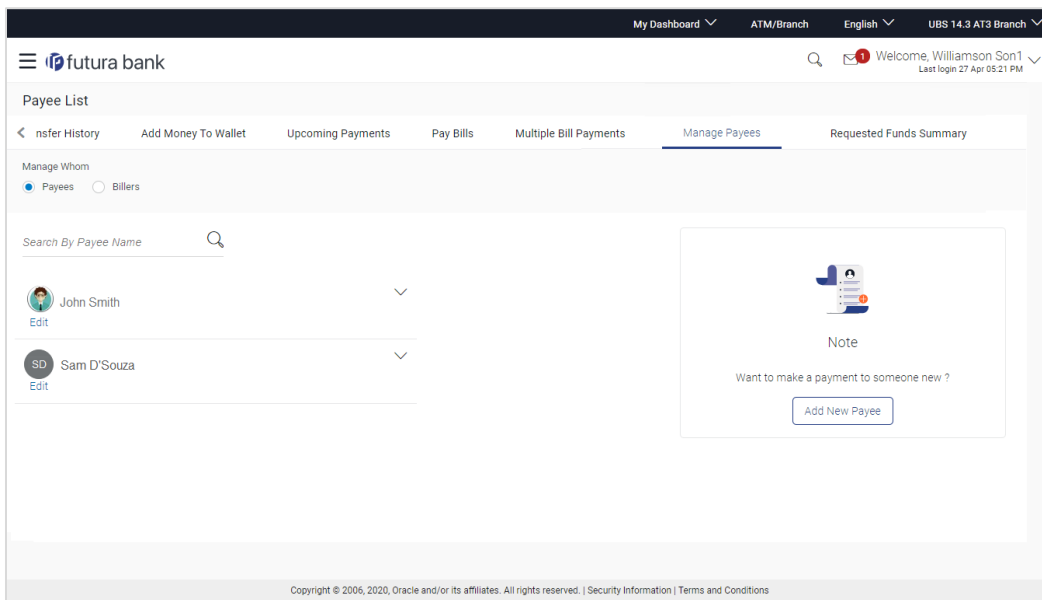 My Dashboard ATM/Branch English UBS 14.3 AT3 Branch
futura bank 1 Welcome, Williamson Son1
Last login 27 Apr 05:21 PM
Payee List
nsfer History Add Money To Wallet Upcoming Payments Pay Bills Multiple Bill Payments Manage Payees Requested Funds Summary
Manage Whom
Payees Billers
Search By Payee Name
John Smith
Edit
SD Sam D'Souza
Edit
Note
Want to make a payment to someone new ?
Add New Payee
Copyright © 2006, 2020, Oracle and/or its affiliates. All rights reserved. | Security Information | Terms and Conditions